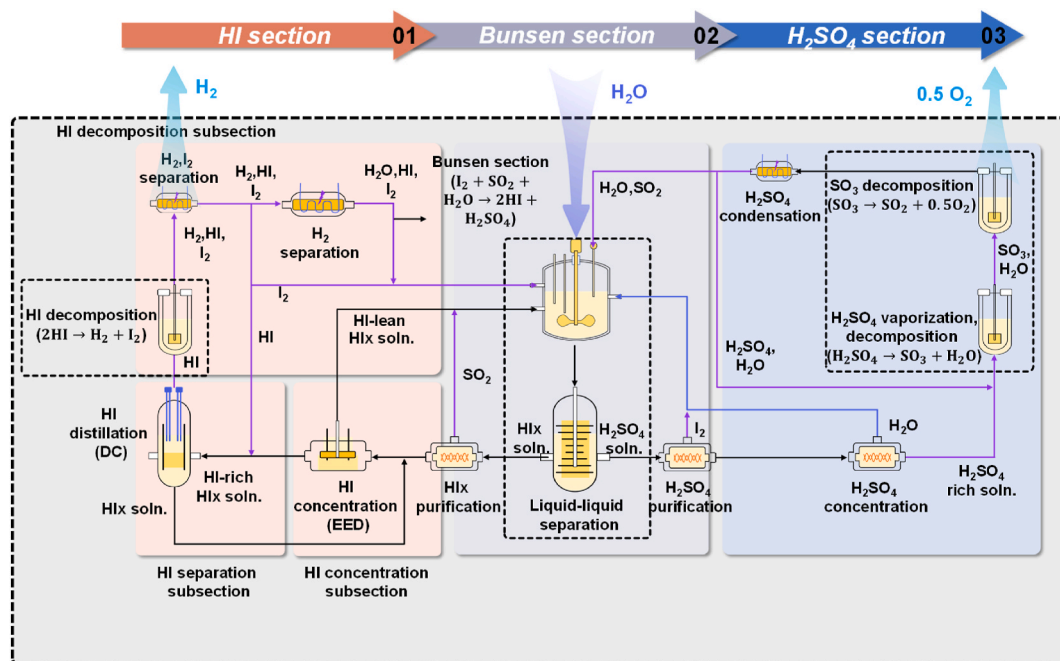 HI section 01
Bunsen section 02
H₂SO₄ section 03
H₂
H₂O
0.5 O₂
HI decomposition subsection
H₂,I₂
separation
H₂,HI,
I₂
H₂O,HI,
I₂
H₂
separation
H₂,HI,
I₂
Bunsen section
(I₂ + SO₂ +
H₂O → 2HI +
H₂SO₄)
H₂O,SO₂
H₂SO₄
condensation
SO₃ decomposition
(SO₃ → SO₂ + 0.5O₂)
SO₃,
H₂O
HI decomposition
(2HI → H₂ + I₂)
HI
I₂
HI
HI-lean
HIx soln.
SO₂
H₂SO₄ vaporization,
decomposition
(H₂SO₄ → SO₃ + H₂O)
H₂SO₄,
H₂O
HI
distillation
(DC)
HI-rich
HIx soln.
HIx soln.
HI
concentration
(EED)
HIx
purification
HIx
soln.
H₂SO₄
soln.
Liquid-liquid
separation
I₂
H₂SO₄
purification
H₂O
H₂SO₄
concentration
H₂SO₄
rich soln.
HI separation
subsection
HI concentration
subsection